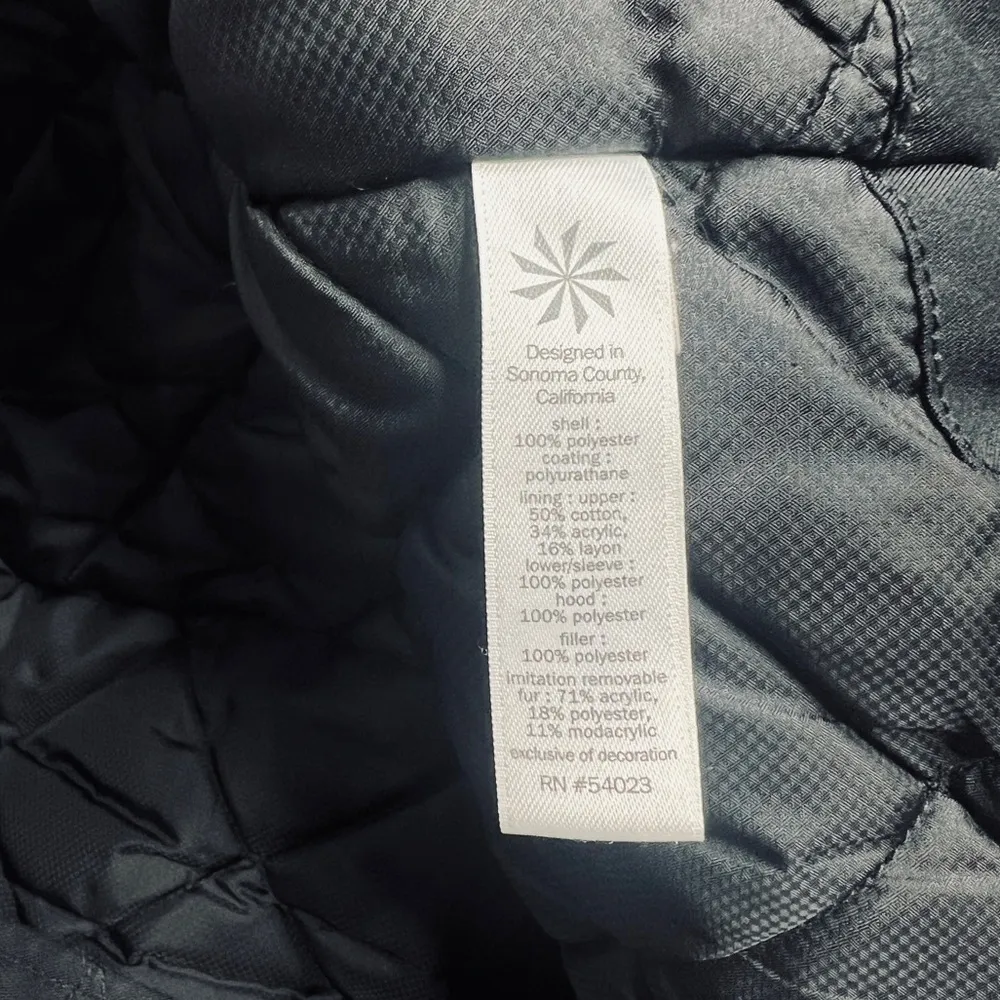 Designed in
Sonoma County,
California
shell :
100% polyester
coating :
polyurathane
lining : upper :
50% cotton,
34% acrylic,
16% layon
lower/sleeve :
100% polyester
hood :
100% polyester
filler :
100% polyester
imitation removable
fur : 71% acrylic,
18% polyester,
11% modacrylic
exclusive of decoration
RN #54023